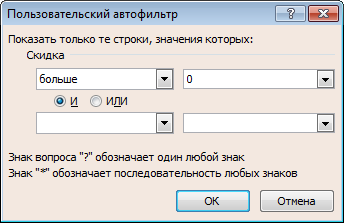 Пользовательский автофильтр
Показать только те строки, значения которых:
Скидка
больше 0
И ИЛИ
Знак вопроса "?" обозначает один любой знак
Знак "*" обозначает последовательность любых знаков
ОК Отмена